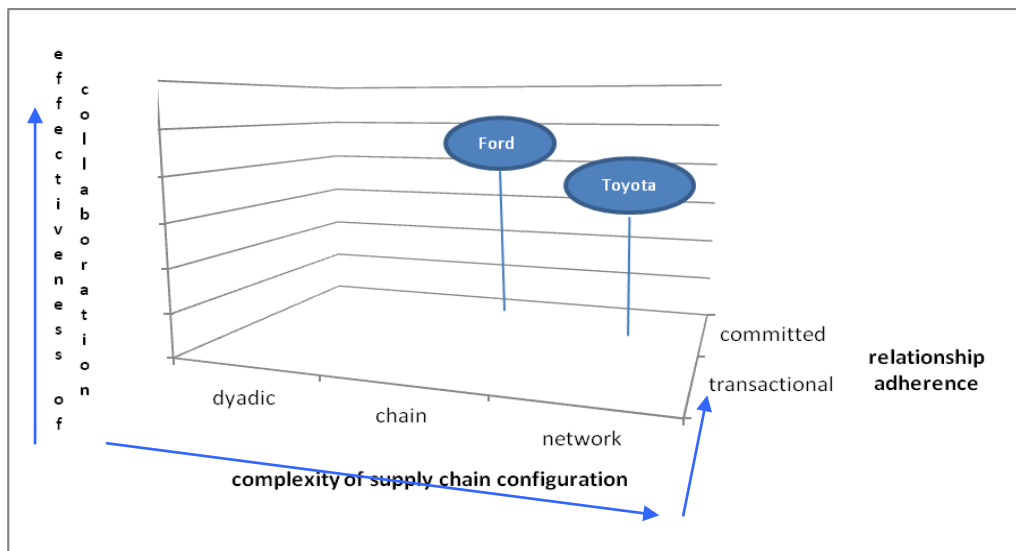 effectiveness of
collaboration
Ford
Toyota
committed
transactional
relationship
adherence
dyadic
chain
network
complexity of supply chain configuration